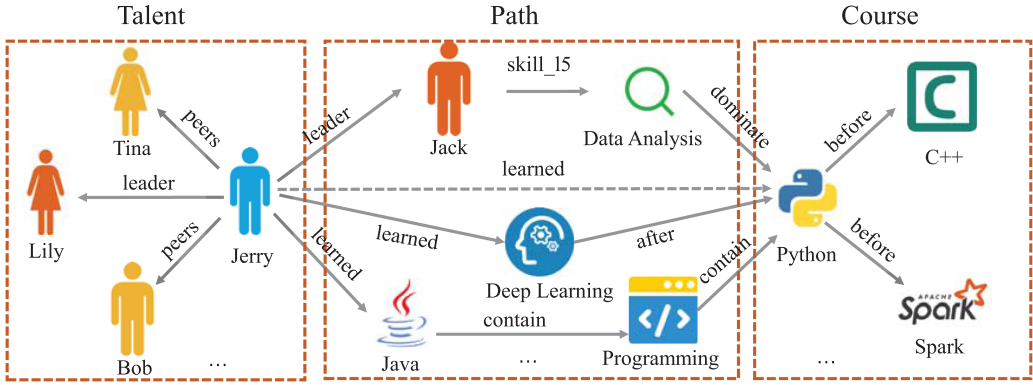 Talent
Path
Course
Tina
peers
leader
Lily
peers
Jerry
Bob
...
leader
Jack
skill_l5
Data Analysis
dominate
learned
learned
Deep Learning
after
learned
Java
contain
...
</>
Programming
contain
Python
before
C
C++
before
APACHE
Spark
Spark
...